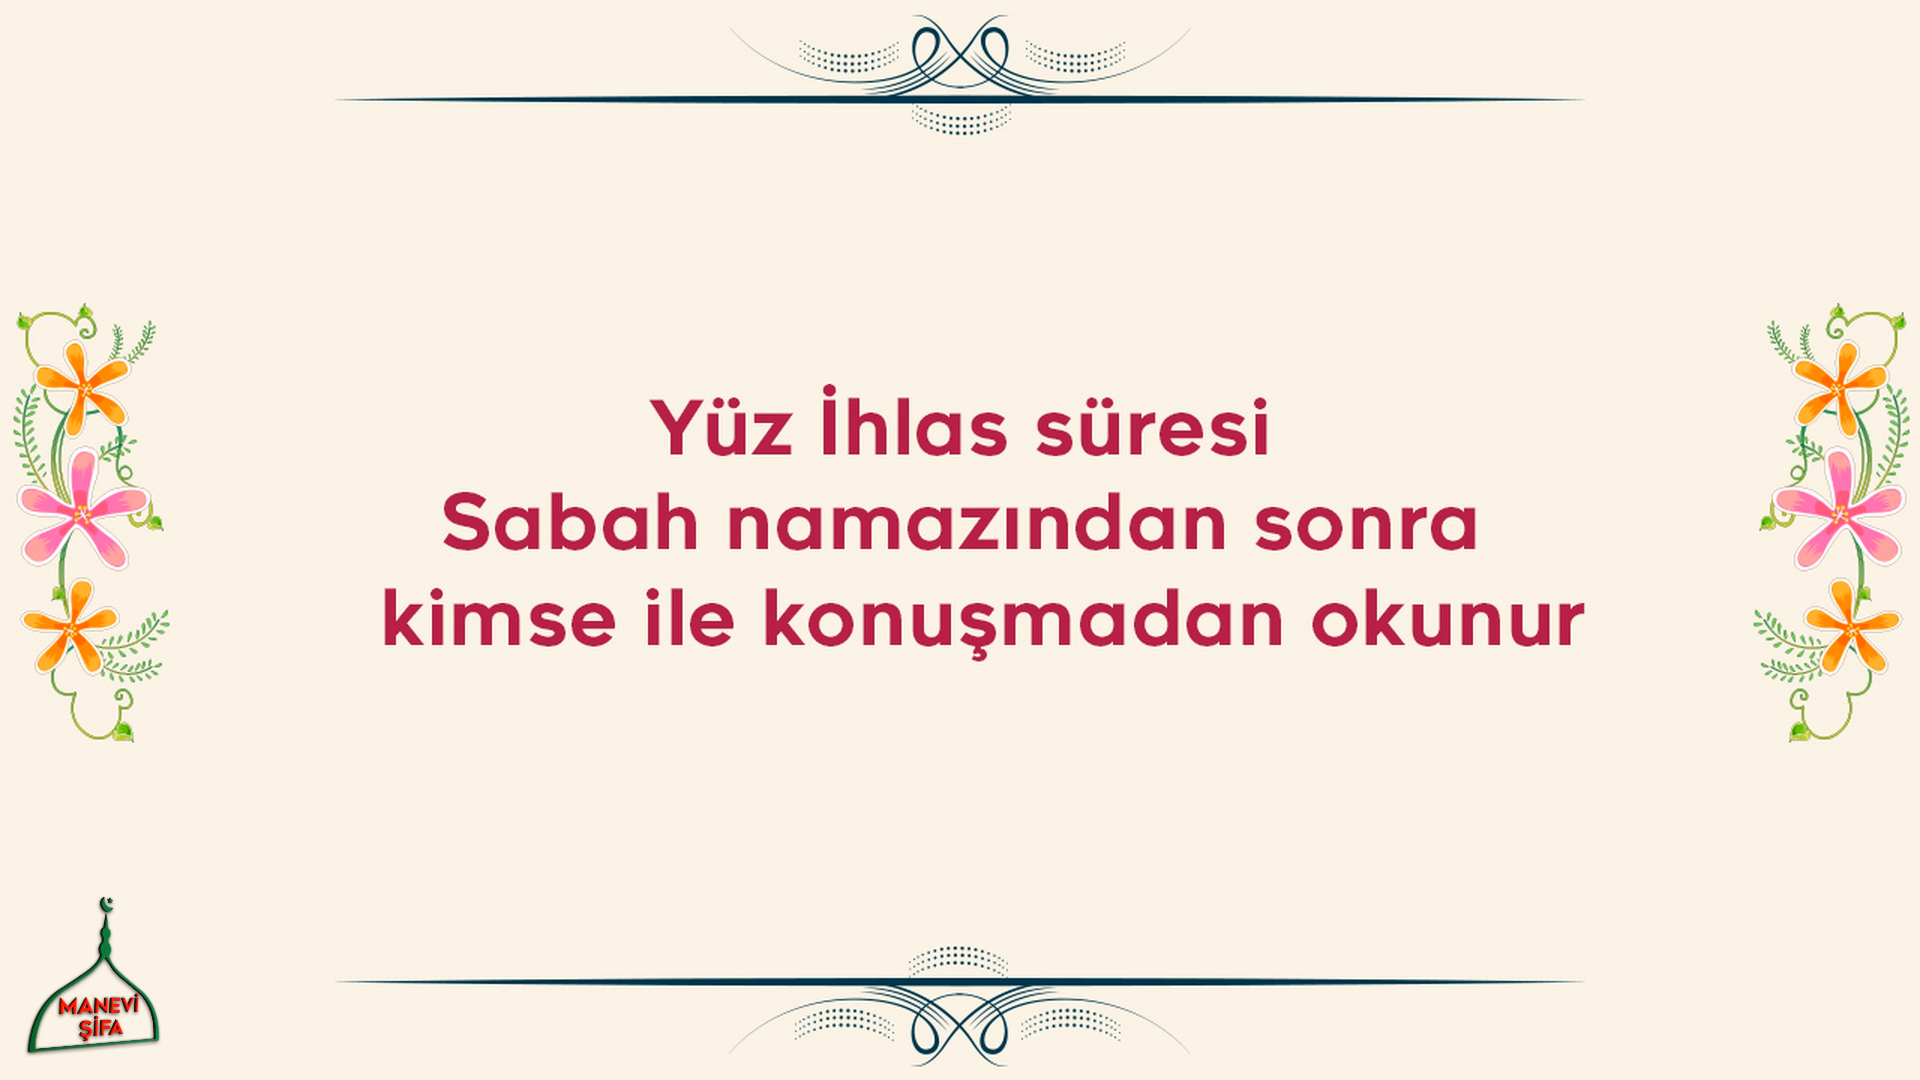 Yüz İhlas süresi
Sabah namazından sonra
kimse ile konuşmadan okunur
MANEVİ
ŞİFA